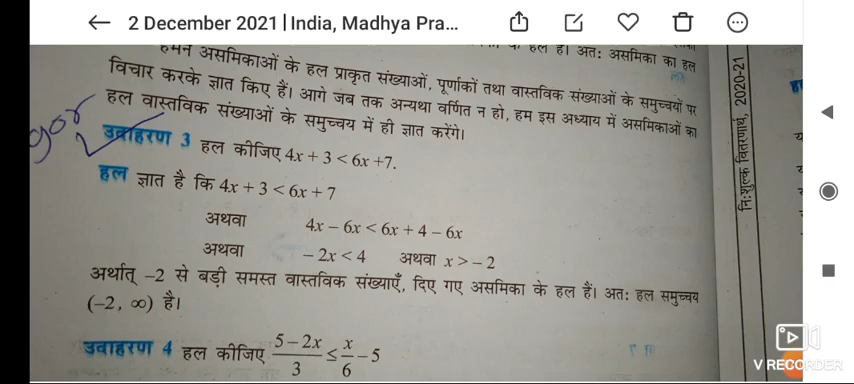 2 December 2021 | India, Madhya Pra...
हमने असमिकाओं के हल प्राकृत संख्याओं, पूर्णाकों तथा वास्तविक संख्याओं के समुच्चयों पर
विचार करके ज्ञात किए हैं। आगे जब तक अन्यथा वर्णित न हो, हम इस अध्याय में असमिकाओं का
हल वास्तविक संख्याओं के समुच्चय में ही ज्ञात करेंगे।
उदाहरण 3 हल कीजिए 4x + 3 < 6x +7.
हल ज्ञात है कि 4x + 3 < 6x + 7
अथवा 4x – 6x < 6x + 4 – 6x
अथवा – 2x < 4 अथवा x > – 2
अर्थात् –2 से बड़ी समस्त वास्तविक संख्याएँ, दिए गए असमिका के हल हैं। अत: हल समुच्चय
(–2, ∞) है।
उदाहरण 4 हल कीजिए (5 – 2x)/3 ≤ x/6 – 5
नि:शुल्क वितरणार्थ, 2020-21
V RECORDER